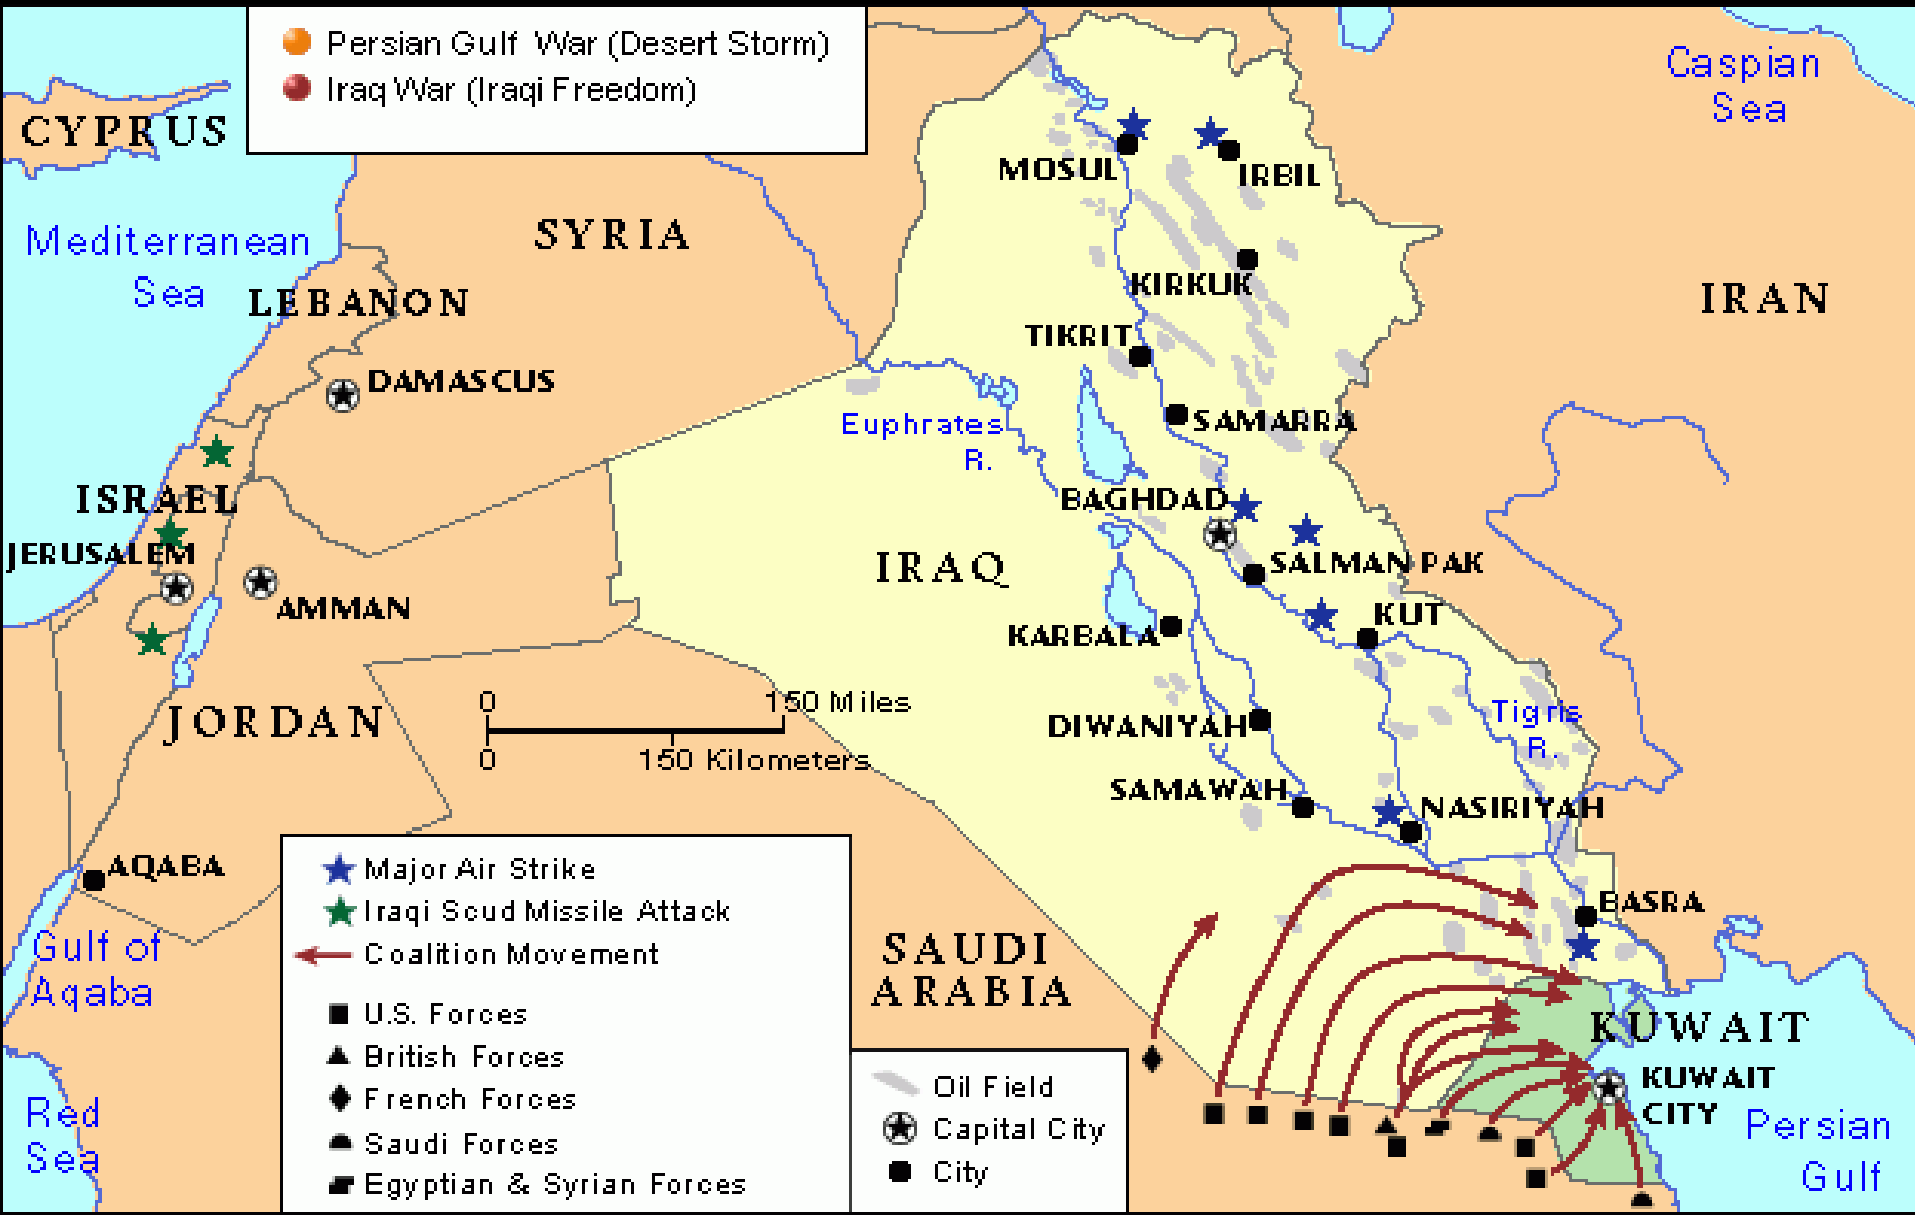 Persian Gulf War (Desert Storm)
Iraq War (Iraqi Freedom)
Caspian
Sea
CYPRUS
MOSUL
IRBIL
Mediterranean
Sea
SYRIA
LEBANON
KIRKUK
IRAN
TIKRIT
DAMASCUS
Euphrates
R.
SAMARRA
ISRAEL
BAGHDAD
JERUSALEM
IRAQ
SALMAN PAK
AMMAN
KARBALA
KUT
JORDAN
0
150 Miles
0
150 Kilometers
DIWANIYAH
Tigris
R.
SAMAWAH
NASIRIYAH
AQABA
BASRA
Gulf of
Aqaba
SAUDI
ARABIA
KUWAIT
KUWAIT
CITY
Persian
Gulf
Red
Sea
Major Air Strike
Iraqi Scud Missile Attack
Coalition Movement
U.S. Forces
British Forces
French Forces
Saudi Forces
Egyptian & Syrian Forces
Oil Field
Capital City
City